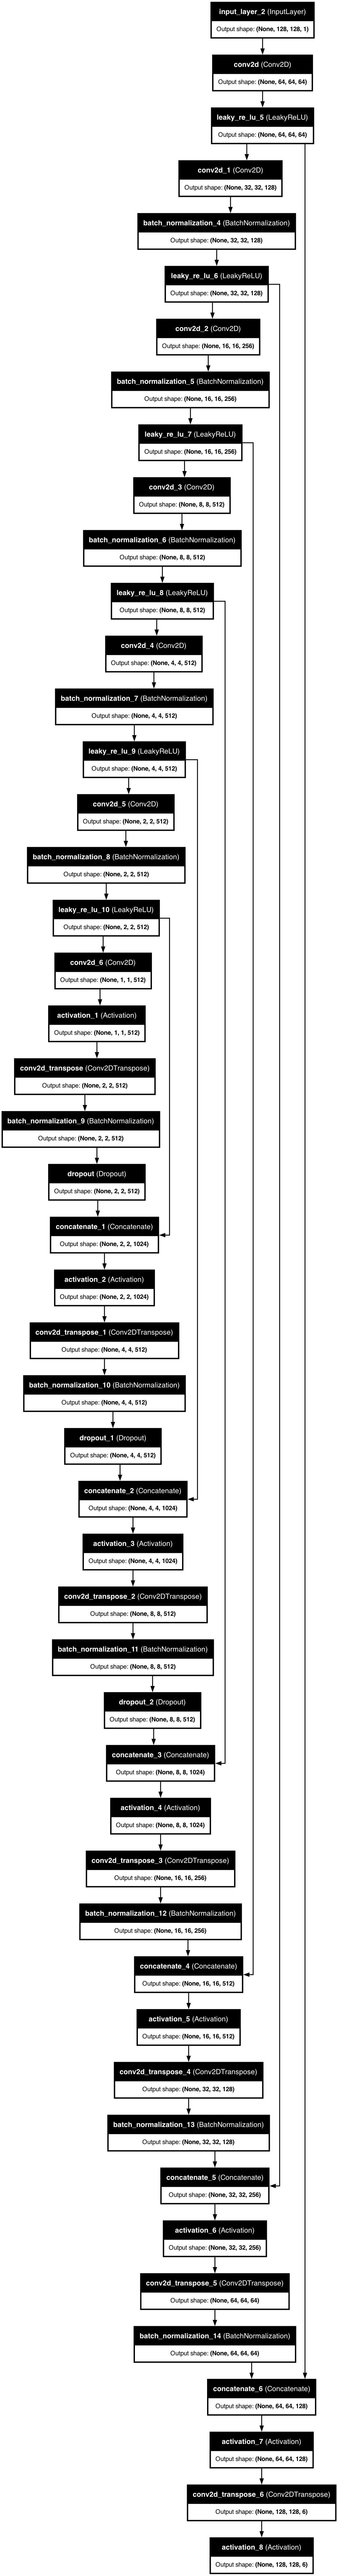 input_layer_2 (InputLayer)
Output shape: (None, 128, 128, 1)
conv2d (Conv2D)
Output shape: (None, 64, 64, 64)
leaky_re_lu_5 (LeakyReLU)
Output shape: (None, 64, 64, 64)
conv2d_1 (Conv2D)
Output shape: (None, 32, 32, 128)
batch_normalization_4 (BatchNormalization)
Output shape: (None, 32, 32, 128)
leaky_re_lu_6 (LeakyReLU)
Output shape: (None, 32, 32, 128)
conv2d_2 (Conv2D)
Output shape: (None, 16, 16, 256)
batch_normalization_5 (BatchNormalization)
Output shape: (None, 16, 16, 256)
leaky_re_lu_7 (LeakyReLU)
Output shape: (None, 16, 16, 256)
conv2d_3 (Conv2D)
Output shape: (None, 8, 8, 512)
batch_normalization_6 (BatchNormalization)
Output shape: (None, 8, 8, 512)
leaky_re_lu_8 (LeakyReLU)
Output shape: (None, 8, 8, 512)
conv2d_4 (Conv2D)
Output shape: (None, 4, 4, 512)
batch_normalization_7 (BatchNormalization)
Output shape: (None, 4, 4, 512)
leaky_re_lu_9 (LeakyReLU)
Output shape: (None, 4, 4, 512)
conv2d_5 (Conv2D)
Output shape: (None, 2, 2, 512)
batch_normalization_8 (BatchNormalization)
Output shape: (None, 2, 2, 512)
leaky_re_lu_10 (LeakyReLU)
Output shape: (None, 2, 2, 512)
conv2d_6 (Conv2D)
Output shape: (None, 1, 1, 512)
activation_1 (Activation)
Output shape: (None, 1, 1, 512)
conv2d_transpose (Conv2DTranspose)
Output shape: (None, 2, 2, 512)
batch_normalization_9 (BatchNormalization)
Output shape: (None, 2, 2, 512)
dropout (Dropout)
Output shape: (None, 2, 2, 512)
concatenate_1 (Concatenate)
Output shape: (None, 2, 2, 1024)
activation_2 (Activation)
Output shape: (None, 2, 2, 1024)
conv2d_transpose_1 (Conv2DTranspose)
Output shape: (None, 4, 4, 512)
batch_normalization_10 (BatchNormalization)
Output shape: (None, 4, 4, 512)
dropout_1 (Dropout)
Output shape: (None, 4, 4, 512)
concatenate_2 (Concatenate)
Output shape: (None, 4, 4, 1024)
activation_3 (Activation)
Output shape: (None, 4, 4, 1024)
conv2d_transpose_2 (Conv2DTranspose)
Output shape: (None, 8, 8, 512)
batch_normalization_11 (BatchNormalization)
Output shape: (None, 8, 8, 512)
dropout_2 (Dropout)
Output shape: (None, 8, 8, 512)
concatenate_3 (Concatenate)
Output shape: (None, 8, 8, 1024)
activation_4 (Activation)
Output shape: (None, 8, 8, 1024)
conv2d_transpose_3 (Conv2DTranspose)
Output shape: (None, 16, 16, 256)
batch_normalization_12 (BatchNormalization)
Output shape: (None, 16, 16, 256)
concatenate_4 (Concatenate)
Output shape: (None, 16, 16, 512)
activation_5 (Activation)
Output shape: (None, 16, 16, 512)
conv2d_transpose_4 (Conv2DTranspose)
Output shape: (None, 32, 32, 128)
batch_normalization_13 (BatchNormalization)
Output shape: (None, 32, 32, 128)
concatenate_5 (Concatenate)
Output shape: (None, 32, 32, 256)
activation_6 (Activation)
Output shape: (None, 32, 32, 256)
conv2d_transpose_5 (Conv2DTranspose)
Output shape: (None, 64, 64, 64)
batch_normalization_14 (BatchNormalization)
Output shape: (None, 64, 64, 64)
concatenate_6 (Concatenate)
Output shape: (None, 64, 64, 128)
activation_7 (Activation)
Output shape: (None, 64, 64, 128)
conv2d_transpose_6 (Conv2DTranspose)
Output shape: (None, 128, 128, 6)
activation_8 (Activation)
Output shape: (None, 128, 128, 6)